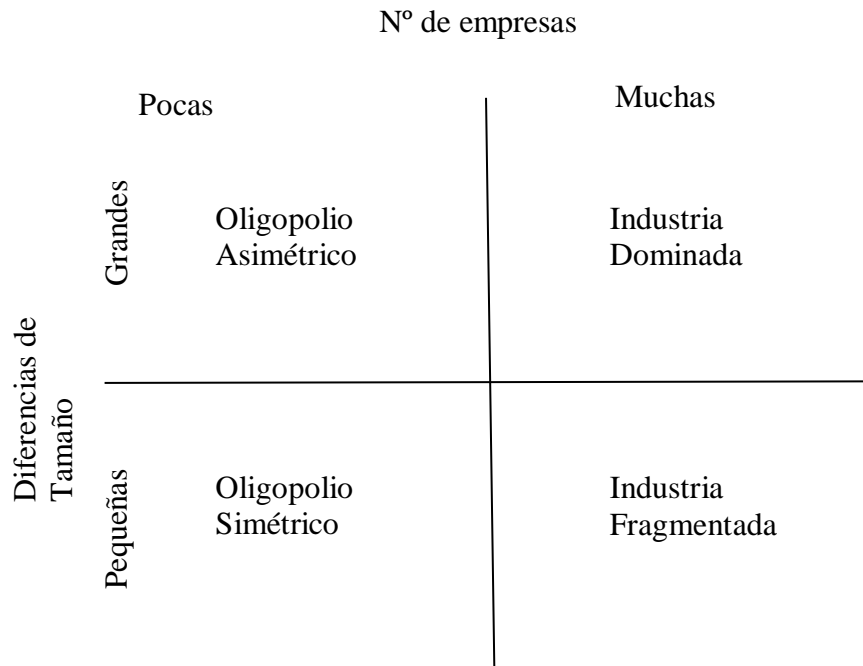 Nº de empresas
Pocas
Muchas
Grandes
Oligopolio
Asimétrico
Industria
Dominada
Diferencias de
Tamaño
Pequeñas
Oligopolio
Simétrico
Industria
Fragmentada